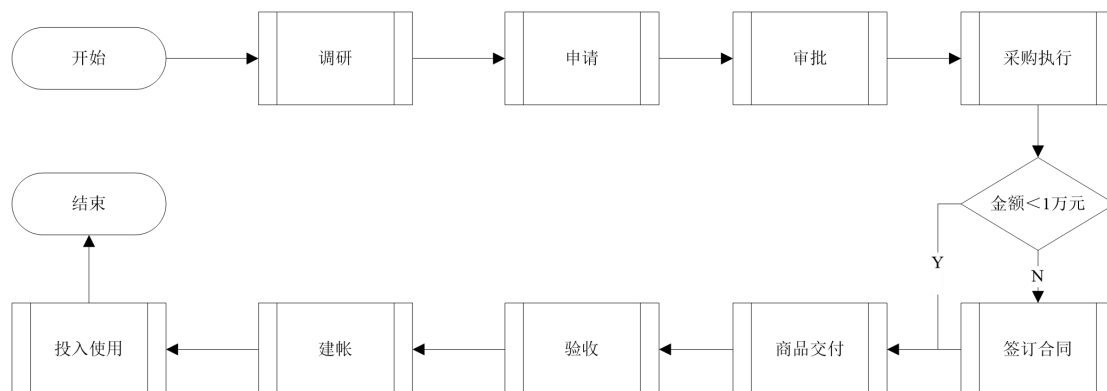 开始
调研
申请
审批
采购执行
金额＜1万元
Y
N
签订合同
商品交付
验收
建帐
投入使用
结束